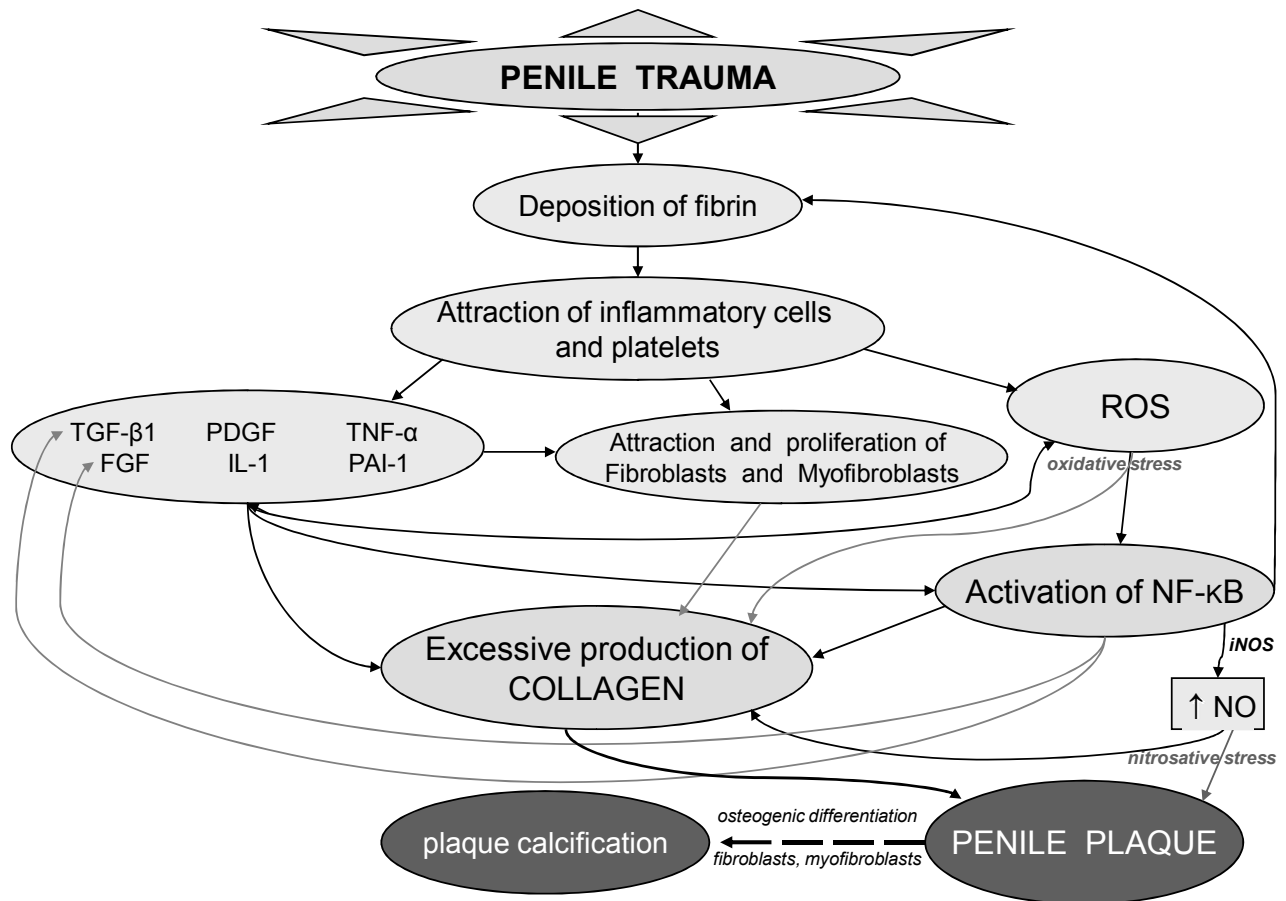 PENILE TRAUMA
Deposition of fibrin
Attraction of inflammatory cells
and platelets
TGF-β1 PDGF TNF-α
FGF IL-1 PAI-1
Attraction and proliferation of
Fibroblasts and Myofibroblasts
ROS
oxidative stress
Activation of NF-κB
iNOS
Excessive production of
COLLAGEN
↑ NO
nitrosative stress
plaque calcification
osteogenic differentiation
fibroblasts, myofibroblasts
PENILE PLAQUE